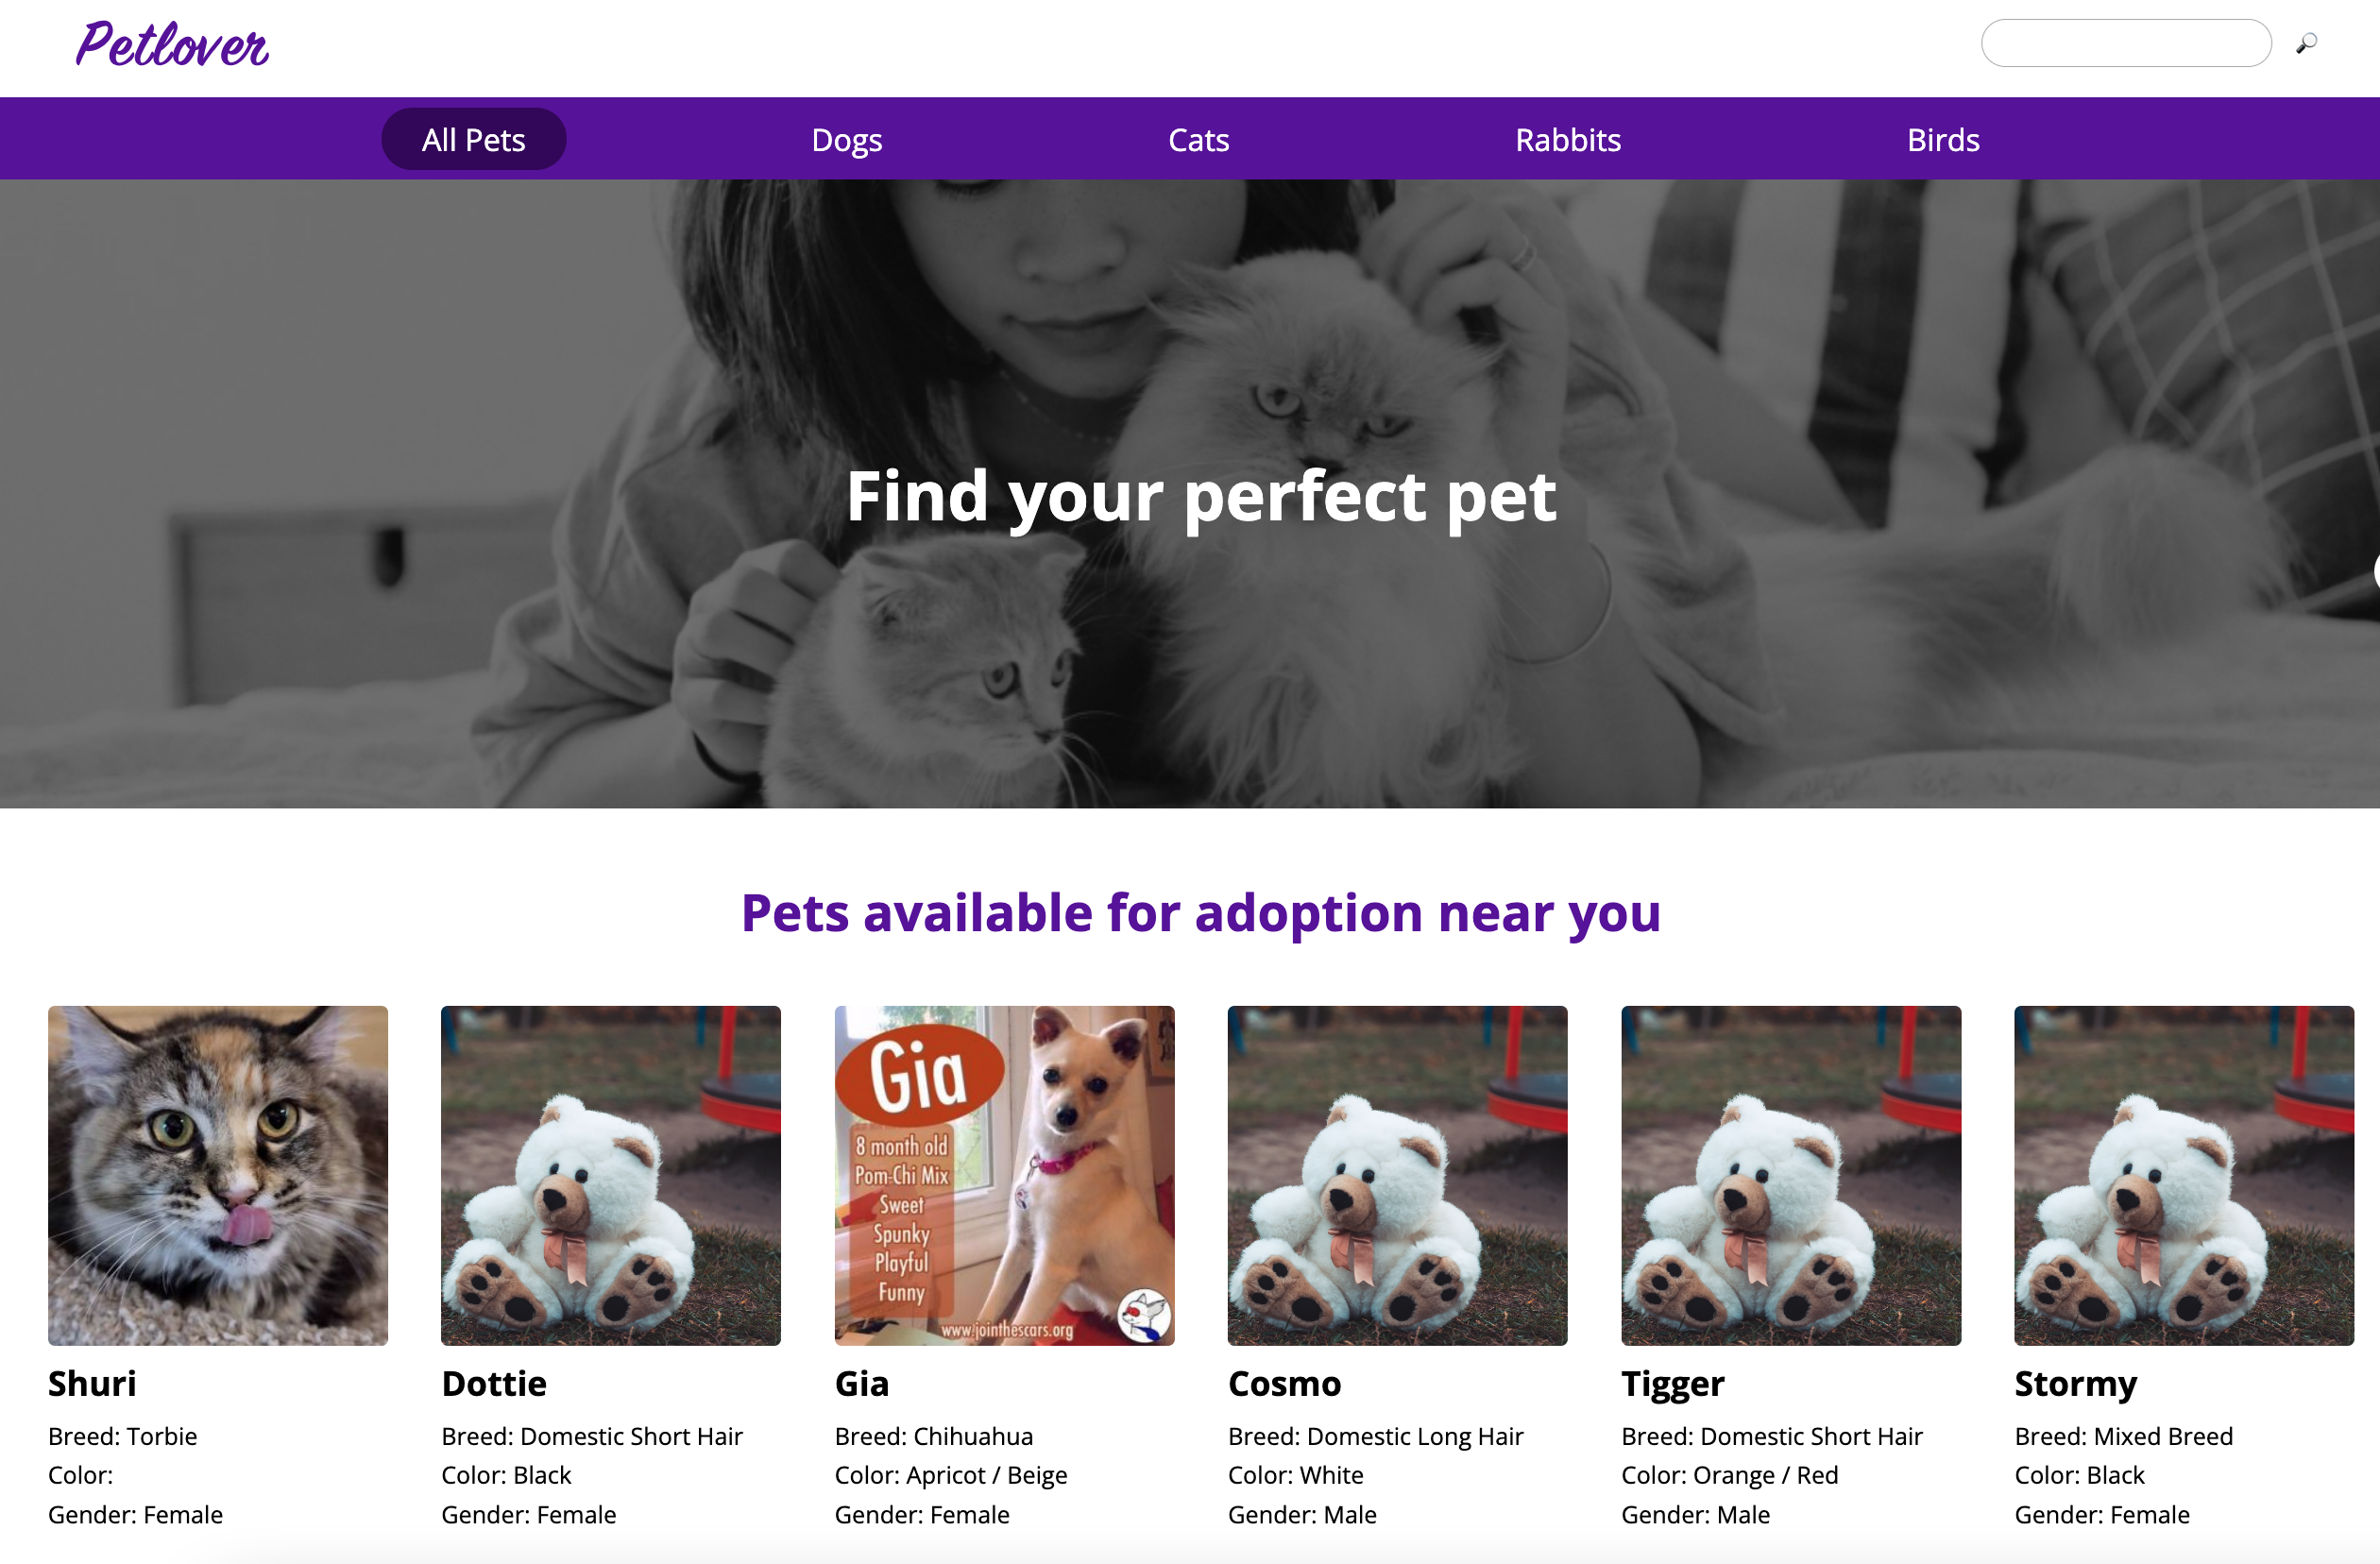 Petlover
All Pets
Dogs
Cats
Rabbits
Birds
Find your perfect pet
Pets available for adoption near you
Gia
8 month old
Pom-Chi Mix
Sweet
Spunky
Playful
Funny
www.jointhescars.org
Shuri
Breed: Torbie
Color:
Gender: Female
Dottie
Breed: Domestic Short Hair
Color: Black
Gender: Female
Gia
Breed: Chihuahua
Color: Apricot / Beige
Gender: Female
Cosmo
Breed: Domestic Long Hair
Color: White
Gender: Male
Tigger
Breed: Domestic Short Hair
Color: Orange / Red
Gender: Male
Stormy
Breed: Mixed Breed
Color: Black
Gender: Female